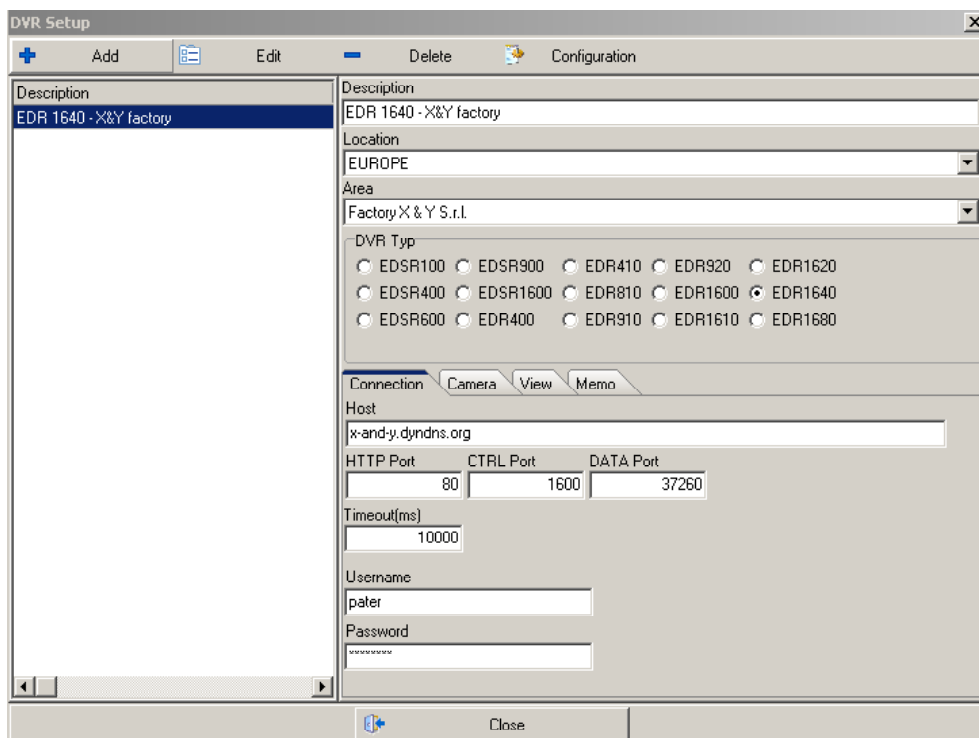 DVR Setup
Add Edit Delete Configuration
Description
EDR 1640 - X&Y factory
Description
EDR 1640 - X&Y factory
Location
EUROPE
Area
Factory X & Y S.r.l.
DVR Typ
EDSR100 EDSR900 EDR410 EDR920 EDR1620
EDSR400 EDSR1600 EDR810 EDR1600 EDR1640
EDSR600 EDR400 EDR910 EDR1610 EDR1680
Connection Camera View Memo
Host
x-and-y.dyndns.org
HTTP Port CTRL Port DATA Port
80 1600 37260
Timeout(ms)
10000
Username
pater
Password
********
Close